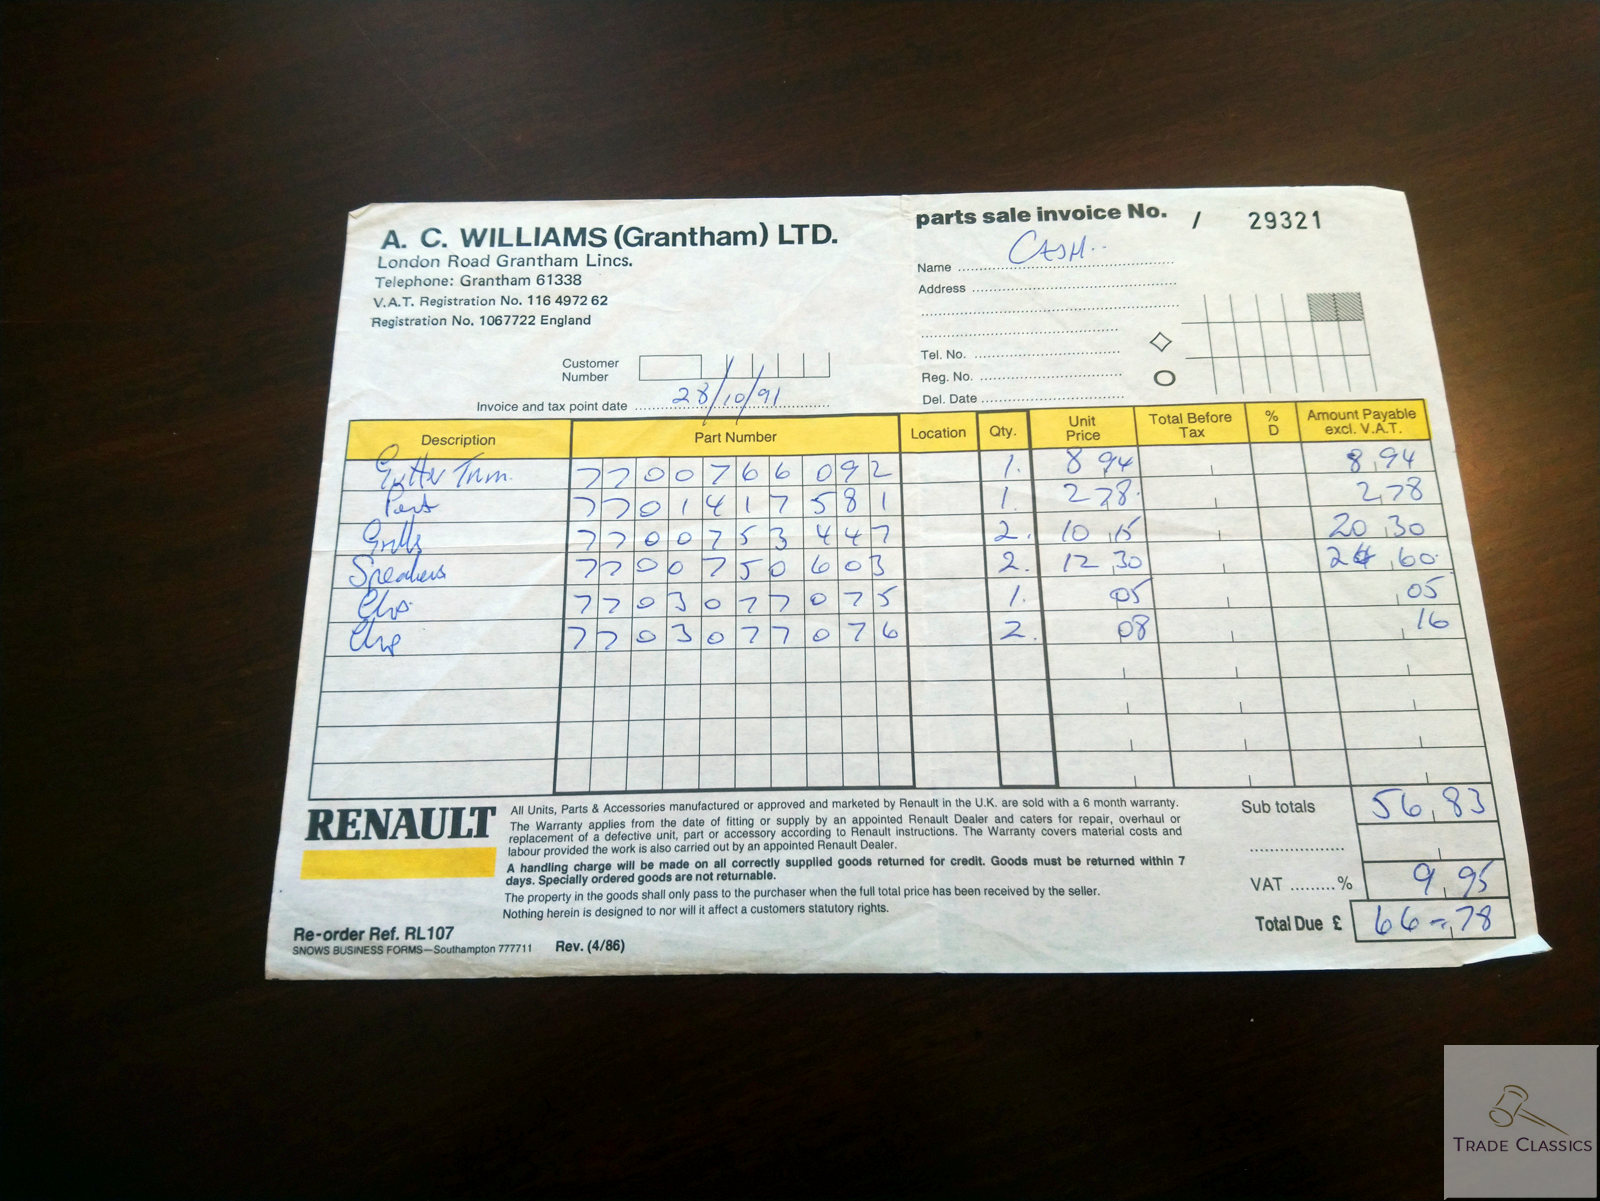 A. C. WILLIAMS (Grantham) LTD.
London Road Grantham Lincs.
Telephone: Grantham 61338
V.A.T. Registration No. 116 4972 62
Registration No. 1067722 England
parts sale invoice No. / 29321
Name CASH.
Address
Tel. No.
Reg. No.
Del. Date
Customer Number
Invoice and tax point date 28/10/91
Description Part Number Location Qty. Unit Price Total Before Tax % D Amount Payable excl. V.A.T.
Gutter Trim. 7700766092 1. 8 94 8,94
7701417581 1. 2,78 2,78
Grills 7700753447 2. 10,15 20,30
Speakers 7700750603 2. 12 30 24,60
Clip 7703077075 1. 05 ,05
Clip 7703077076 2. 08 ,16
RENAULT
All Units, Parts & Accessories manufactured or approved and marketed by Renault in the U.K. are sold with a 6 month warranty.
The Warranty applies from the date of fitting or supply by an appointed Renault Dealer and caters for repair, overhaul or
replacement of a defective unit, part or accessory according to Renault instructions. The Warranty covers material costs and
labour provided the work is also carried out by an appointed Renault Dealer.
A handling charge will be made on all correctly supplied goods returned for credit. Goods must be returned within 7
days. Specially ordered goods are not returnable.
The property in the goods shall only pass to the purchaser when the full total price has been received by the seller.
Nothing herein is designed to nor will it affect a customers statutory rights.
Sub totals 56,83
VAT .........% 9,95
Total Due £ 66-,78
Re-order Ref. RL107
SNOWS BUSINESS FORMS—Southampton 777711 Rev. (4/86)
TRADE CLASSICS